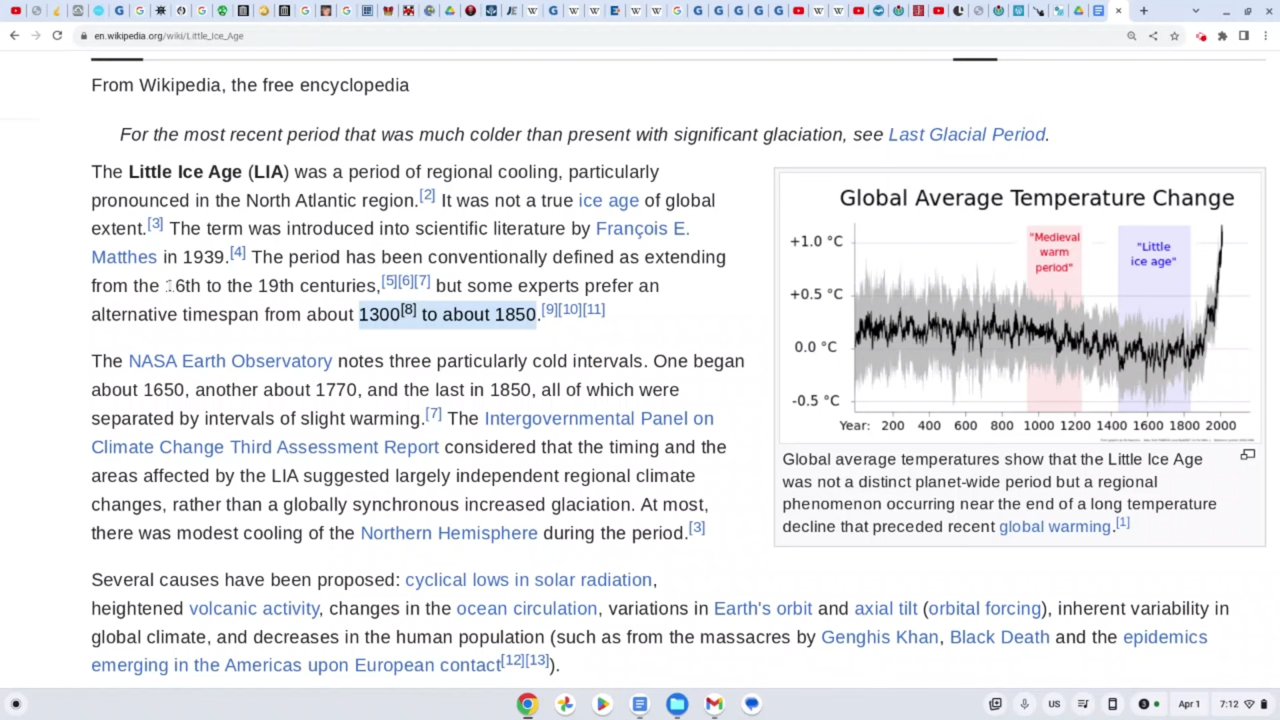 en.wikipedia.org/wiki/Little_Ice_Age
From Wikipedia, the free encyclopedia
For the most recent period that was much colder than present with significant glaciation, see Last Glacial Period.
The Little Ice Age (LIA) was a period of regional cooling, particularly
pronounced in the North Atlantic region.[2] It was not a true ice age of global
extent.[3] The term was introduced into scientific literature by François E.
Matthes in 1939.[4] The period has been conventionally defined as extending
from the 16th to the 19th centuries,[5][6][7] but some experts prefer an
alternative timespan from about 1300[8] to about 1850.[9][10][11]
The NASA Earth Observatory notes three particularly cold intervals. One began
about 1650, another about 1770, and the last in 1850, all of which were
separated by intervals of slight warming.[7] The Intergovernmental Panel on
Climate Change Third Assessment Report considered that the timing and the
areas affected by the LIA suggested largely independent regional climate
changes, rather than a globally synchronous increased glaciation. At most,
there was modest cooling of the Northern Hemisphere during the period.[3]
Global Average Temperature Change
+1.0 °C
+0.5 °C
0.0 °C
-0.5 °C
"Medieval
warm
period"
"Little
ice age"
Year: 200 400 600 800 1000 1200 1400 1600 1800 2000
Global average temperatures show that the Little Ice Age
was not a distinct planet-wide period but a regional
phenomenon occurring near the end of a long temperature
decline that preceded recent global warming.[1]
Several causes have been proposed: cyclical lows in solar radiation,
heightened volcanic activity, changes in the ocean circulation, variations in Earth's orbit and axial tilt (orbital forcing), inherent variability in
global climate, and decreases in the human population (such as from the massacres by Genghis Khan, Black Death and the epidemics
emerging in the Americas upon European contact[12][13]).
US
3
Apr 1
7:12